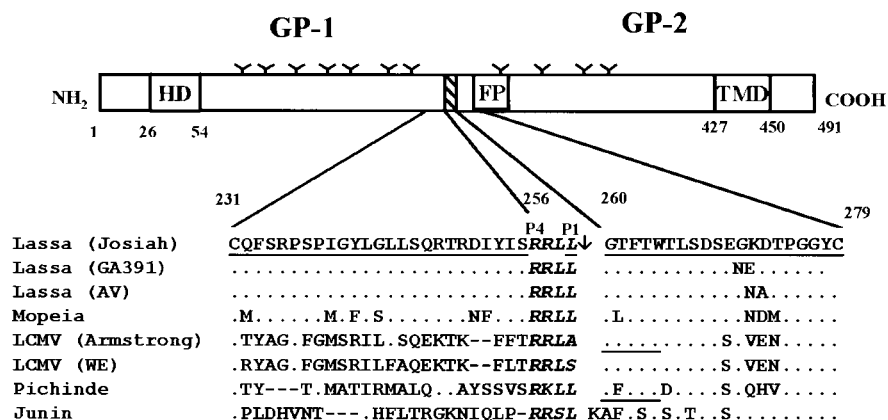 GP-1 GP-2
NH2 HD FP TMD COOH
1 26 54 427 450 491
231 256 260 279
P4 P1
Lassa (Josiah) CQFSRPSPIGYLGLLSQRTRDIYISRRLL↓ GTFTWTLSDSEGKDTPGGYC
Lassa (GA391) .........................RRLL ...........NE.......
Lassa (AV) .........................RRLL ............NA......
Mopeia .M.......M.F.S.......NF..RRLL .L..........NDM.....
LCMV (Armstrong) .TYAG.FGMSRIL.SQEKTK--FFTRRLA ..........S.VEN.....
LCMV (WE) .RYAG.FGMSRILFAQEKTK--FLTRRLS ..........S.VEN.....
Pichinde .TY---T.MATIRMALQ..AYSSVSRKLL .F...D....S.QHV.....
Junin .PLDHVNT----.HFLTRGKNIQLP-RRSL KAF.S.S.T..S.........